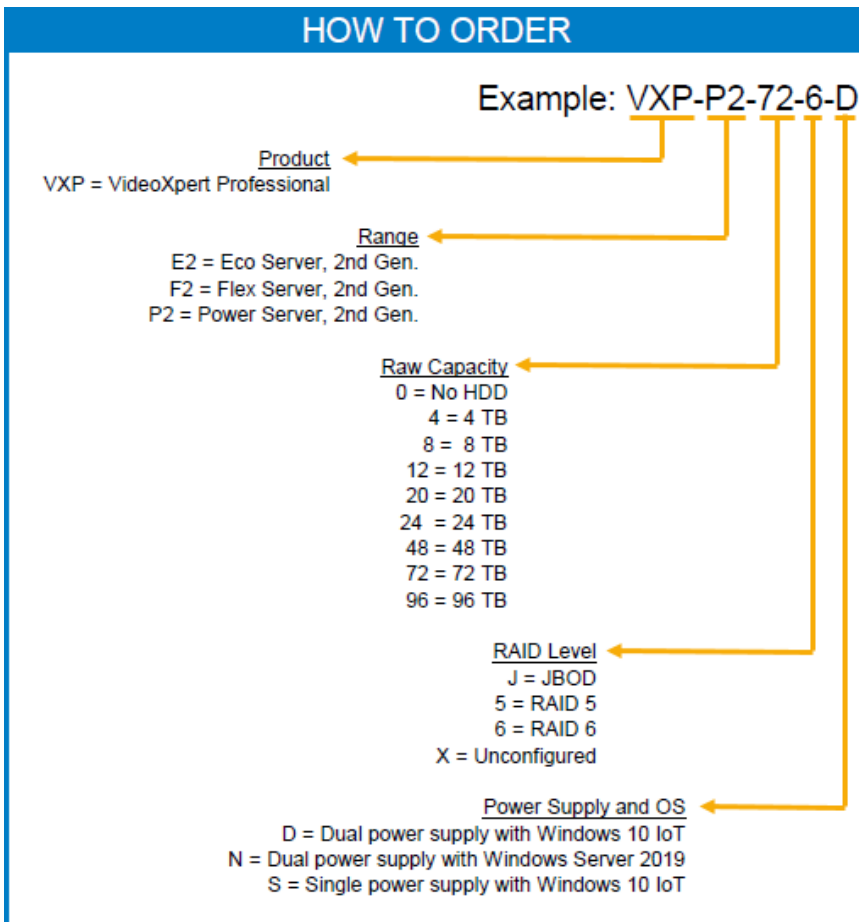 HOW TO ORDER
Example: VXP-P2-72-6-D
Product
VXP = VideoXpert Professional
Range
E2 = Eco Server, 2nd Gen.
F2 = Flex Server, 2nd Gen.
P2 = Power Server, 2nd Gen.
Raw Capacity
0 = No HDD
4 = 4 TB
8 =  8 TB
12 = 12 TB
20 = 20 TB
24  = 24 TB
48 = 48 TB
72 = 72 TB
96 = 96 TB
RAID Level
J = JBOD
5 = RAID 5
6 = RAID 6
X = Unconfigured
Power Supply and OS
D = Dual power supply with Windows 10 IoT
N = Dual power supply with Windows Server 2019
S = Single power supply with Windows 10 IoT